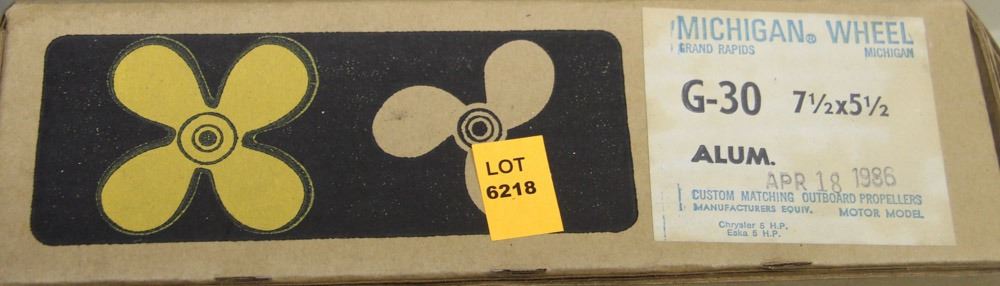 LOT
6218
MICHIGAN® WHEEL
GRAND RAPIDS MICHIGAN
G-30 7½x5½
ALUM.
APR 18 1986
CUSTOM MATCHING OUTBOARD PROPELLERS
MANUFACTURERS EQUIV. MOTOR MODEL
Chrysler 5 H.P.
Eska 5 H.P.